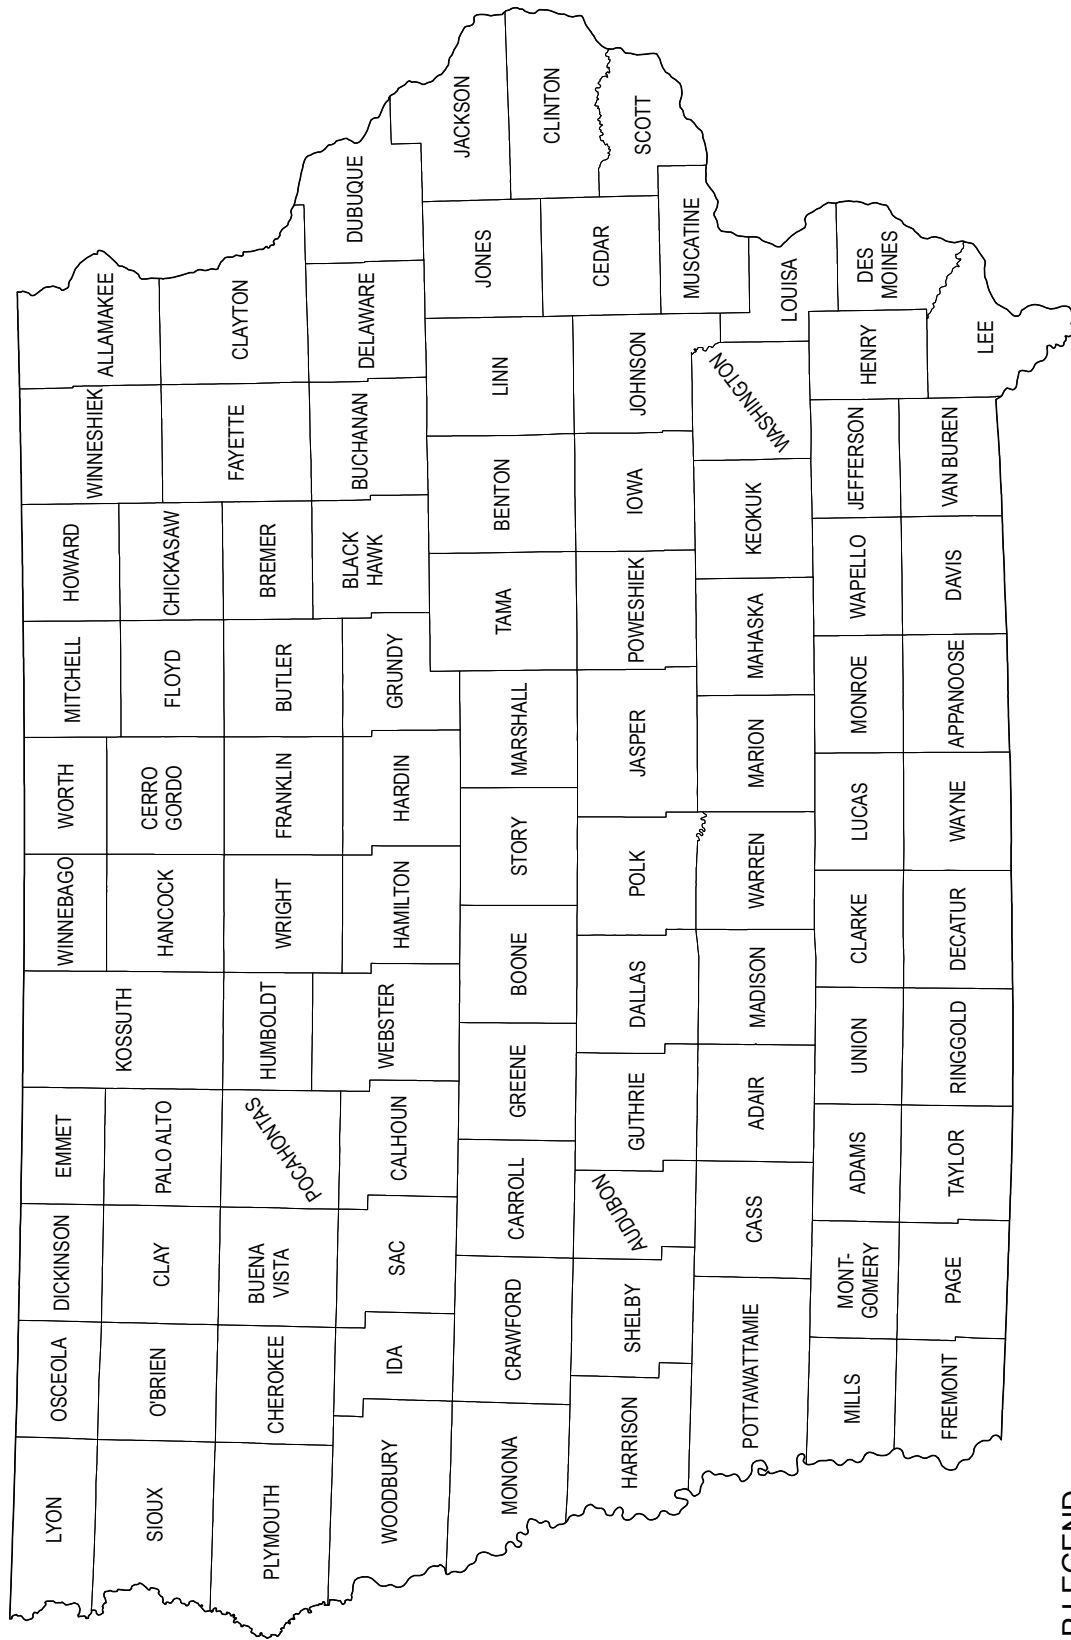 LYON
OSCEOLA
DICKINSON
EMMET
KOSSUTH
WINNEBAGO
WORTH
MITCHELL
HOWARD
WINNESHIEK
ALLAMAKEE
SIOUX
O'BRIEN
CLAY
PALO ALTO
HANCOCK
CERRO
GORDO
FLOYD
CHICKASAW
FAYETTE
CLAYTON
PLYMOUTH
CHEROKEE
BUENA
VISTA
POCAHONTAS
HUMBOLDT
WRIGHT
FRANKLIN
BUTLER
BREMER
BLACK
HAWK
BUCHANAN
DELAWARE
DUBUQUE
WOODBURY
IDA
SAC
CALHOUN
WEBSTER
HAMILTON
HARDIN
GRUNDY
MONONA
CRAWFORD
CARROLL
GREENE
BOONE
STORY
MARSHALL
TAMA
BENTON
LINN
JONES
JACKSON
CLINTON
HARRISON
SHELBY
AUDUBON
GUTHRIE
DALLAS
POLK
JASPER
POWESHIEK
IOWA
JOHNSON
CEDAR
SCOTT
MUSCATINE
POTTAWATTAMIE
CASS
ADAIR
MADISON
WARREN
MARION
MAHASKA
KEOKUK
WASHINGTON
LOUISA
MILLS
MONT-
GOMERY
ADAMS
UNION
CLARKE
LUCAS
MONROE
WAPELLO
JEFFERSON
HENRY
DES
MOINES
FREMONT
PAGE
TAYLOR
RINGGOLD
DECATUR
WAYNE
APPANOOSE
DAVIS
VAN BUREN
LEE
LEGEND